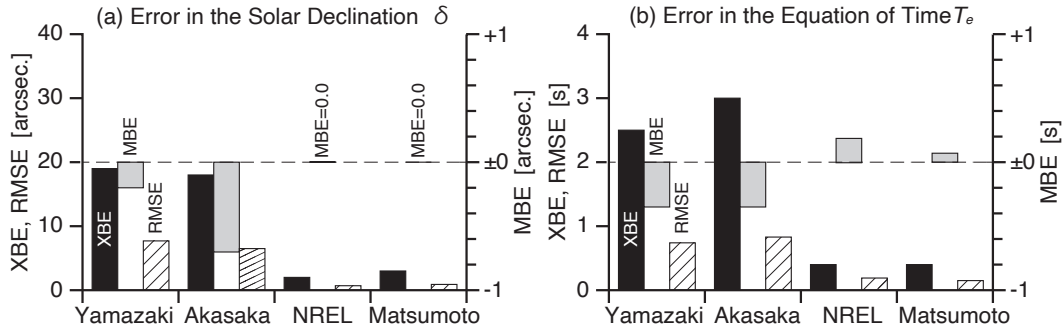 (a) Error in the Solar Declination δ
XBE, RMSE [arcsec.]
40
30
20
10
0
XBE
MBE
RMSE
MBE=0.0
MBE=0.0
+1
±0
-1
MBE [arcsec.]
Yamazaki Akasaka NREL Matsumoto
(b) Error in the Equation of Time Te
XBE, RMSE [s]
4
3
2
1
0
XBE
MBE
RMSE
+1
±0
-1
MBE [s]
Yamazaki Akasaka NREL Matsumoto